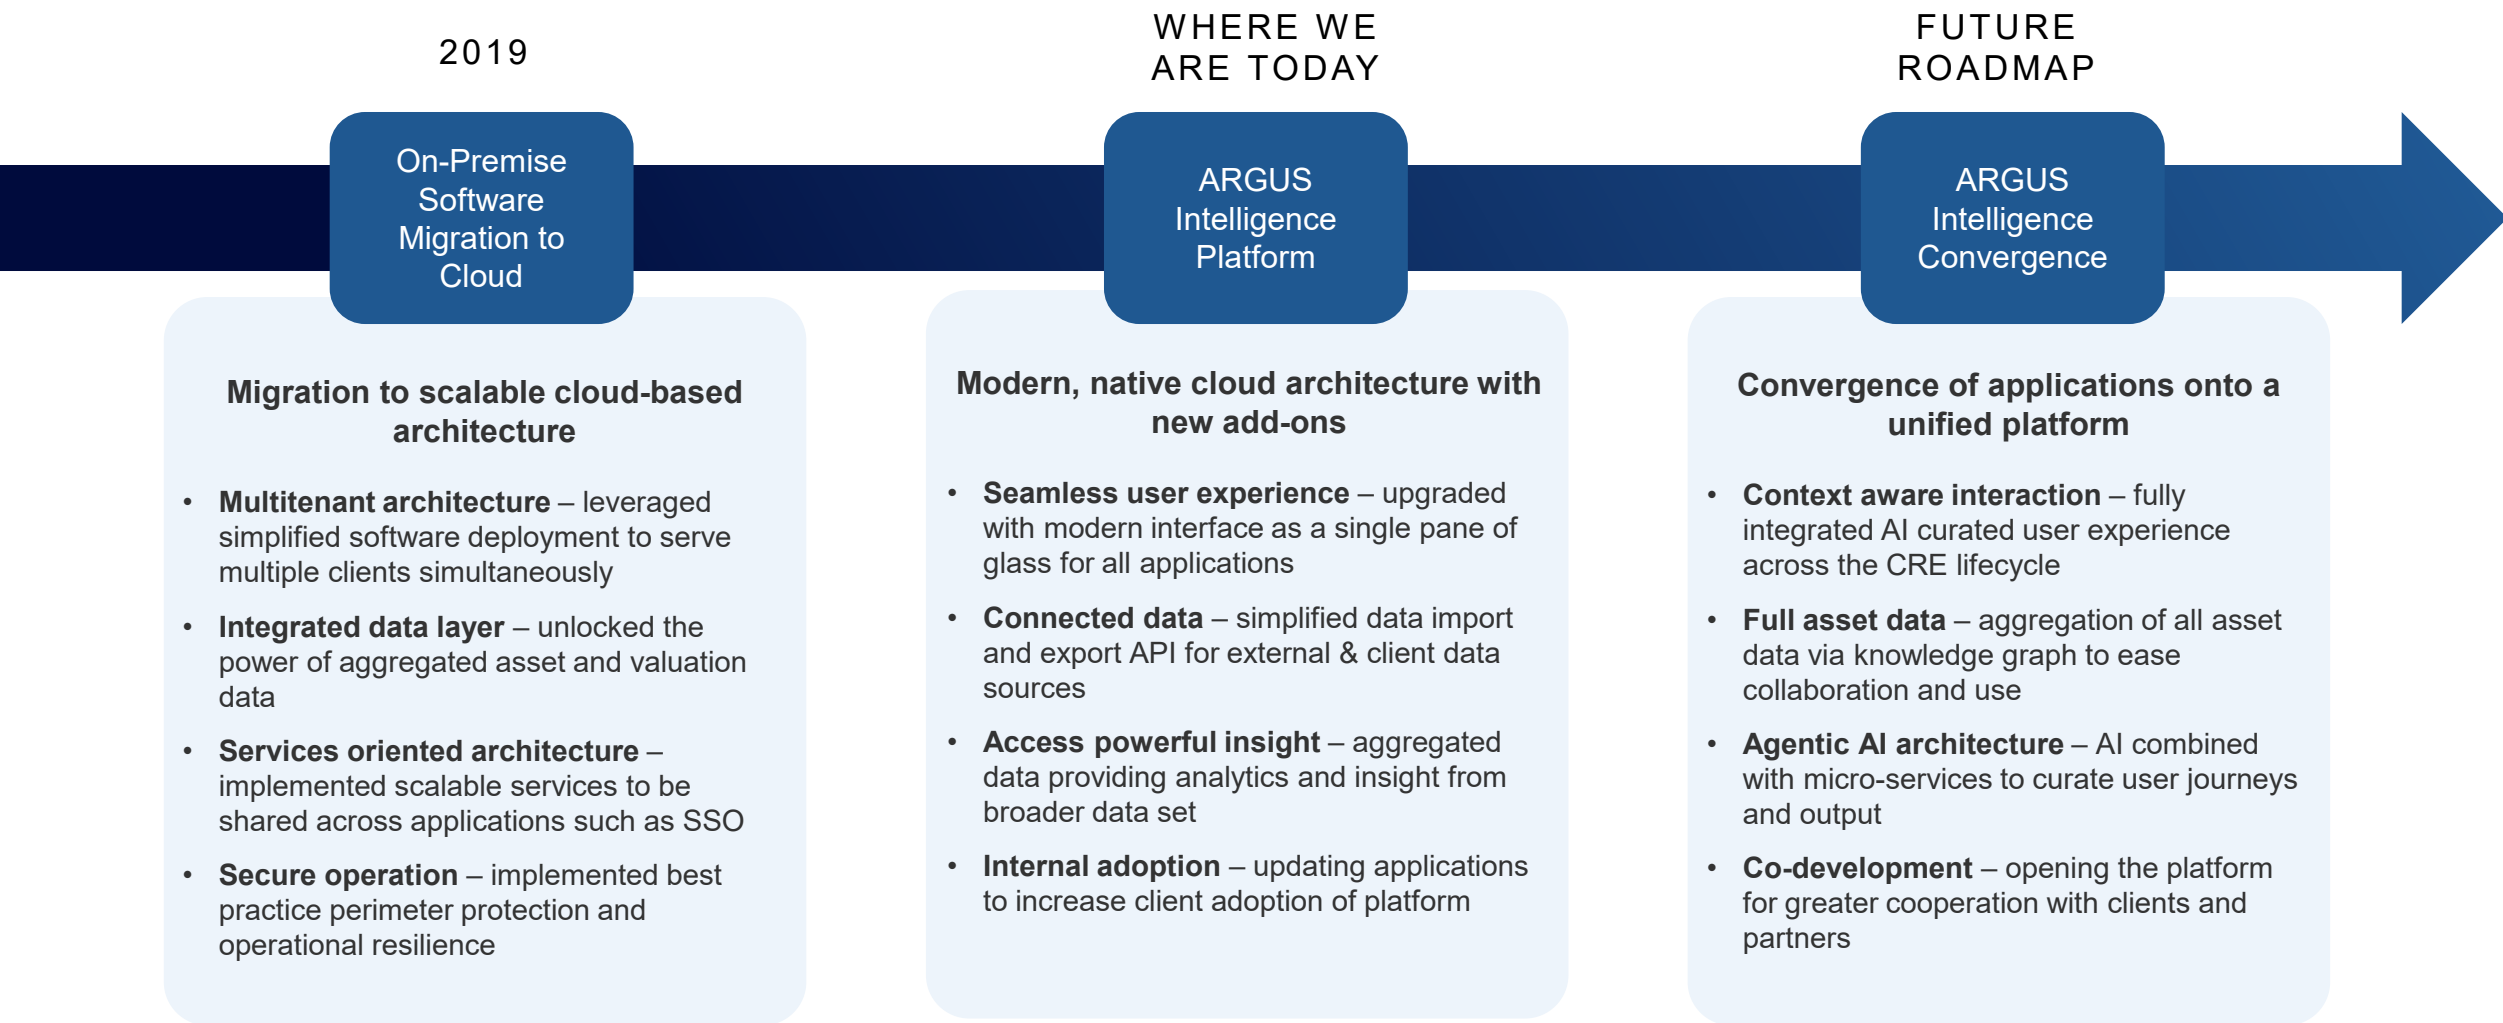 2019
On-Premise
Software
Migration to
Cloud
Migration to scalable cloud-based
architecture
• Multitenant architecture – leveraged
simplified software deployment to serve
multiple clients simultaneously
• Integrated data layer – unlocked the
power of aggregated asset and valuation
data
• Services oriented architecture –
implemented scalable services to be
shared across applications such as SSO
• Secure operation – implemented best
practice perimeter protection and
operational resilience
WHERE WE
ARE TODAY
ARGUS
Intelligence
Platform
Modern, native cloud architecture with
new add-ons
• Seamless user experience – upgraded
with modern interface as a single pane of
glass for all applications
• Connected data – simplified data import
and export API for external & client data
sources
• Access powerful insight – aggregated
data providing analytics and insight from
broader data set
• Internal adoption – updating applications
to increase client adoption of platform
FUTURE
ROADMAP
ARGUS
Intelligence
Convergence
Convergence of applications onto a
unified platform
• Context aware interaction – fully
integrated AI curated user experience
across the CRE lifecycle
• Full asset data – aggregation of all asset
data via knowledge graph to ease
collaboration and use
• Agentic AI architecture – AI combined
with micro-services to curate user journeys
and output
• Co-development – opening the platform
for greater cooperation with clients and
partners